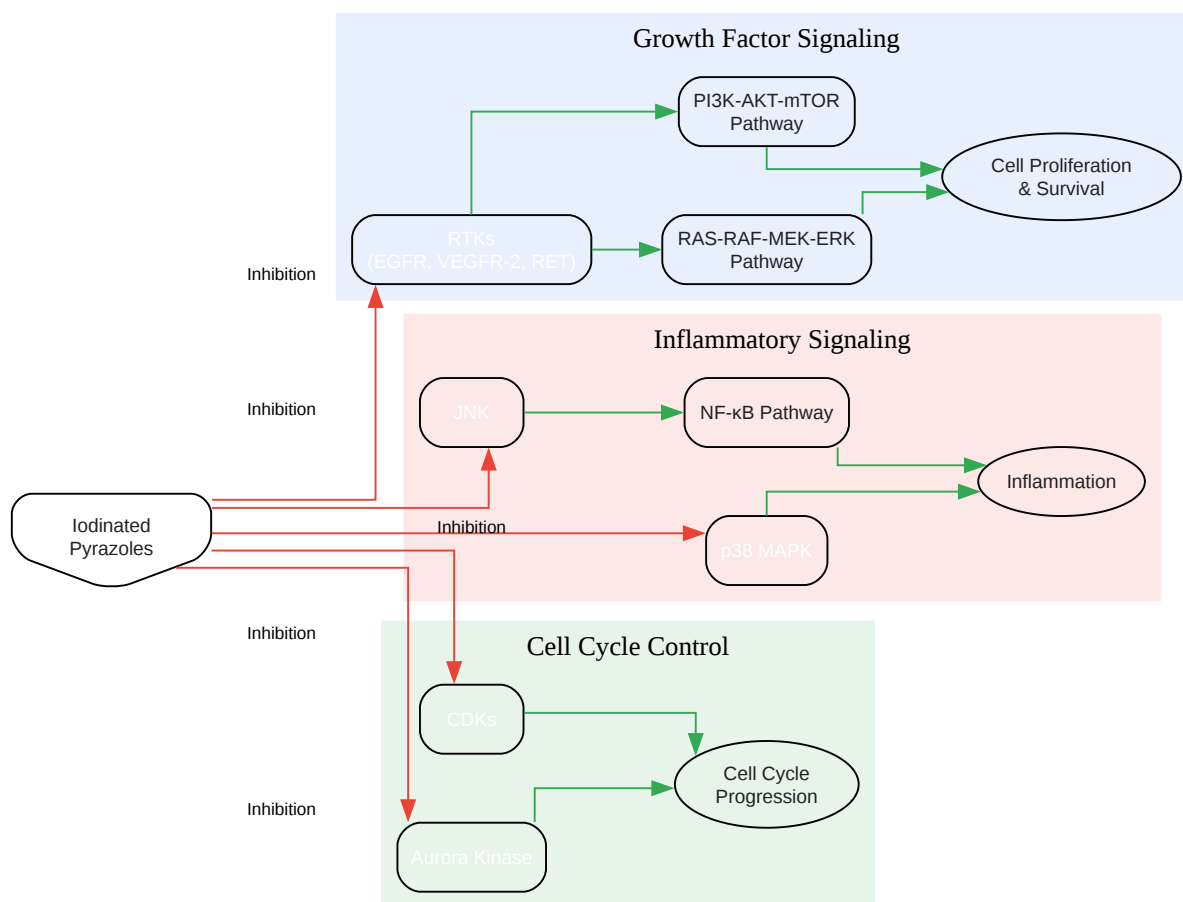 Growth Factor Signaling
PI3K-AKT-mTOR
Pathway
Cell Proliferation
& Survival
RTKs
(EGFR, VEGFR-2, RET)
RAS-RAF-MEK-ERK
Pathway
Inhibition
Inflammatory Signaling
Inhibition
JNK
NF-κB Pathway
Inflammation
Iodinated
Pyrazoles
Inhibition
p38 MAPK
Inhibition
Cell Cycle Control
CDKs
Cell Cycle
Progression
Inhibition
Aurora Kinase